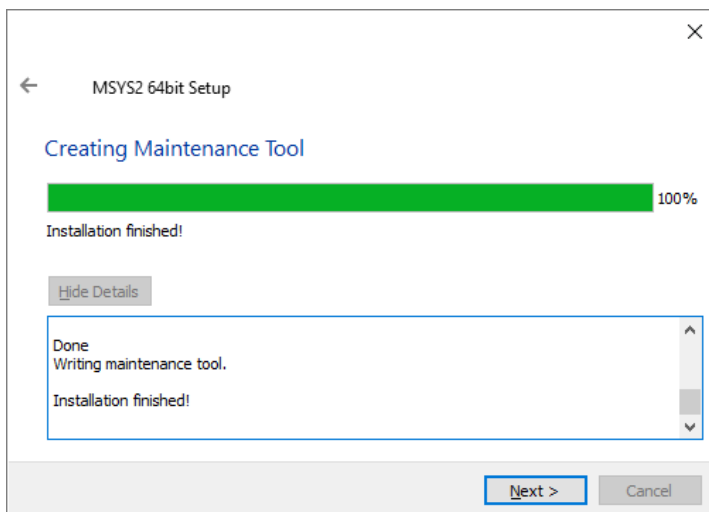 MSYS2 64bit Setup
Creating Maintenance Tool
100%
Installation finished!
Hide Details
Done
Writing maintenance tool.
Installation finished!
Next >
Cancel